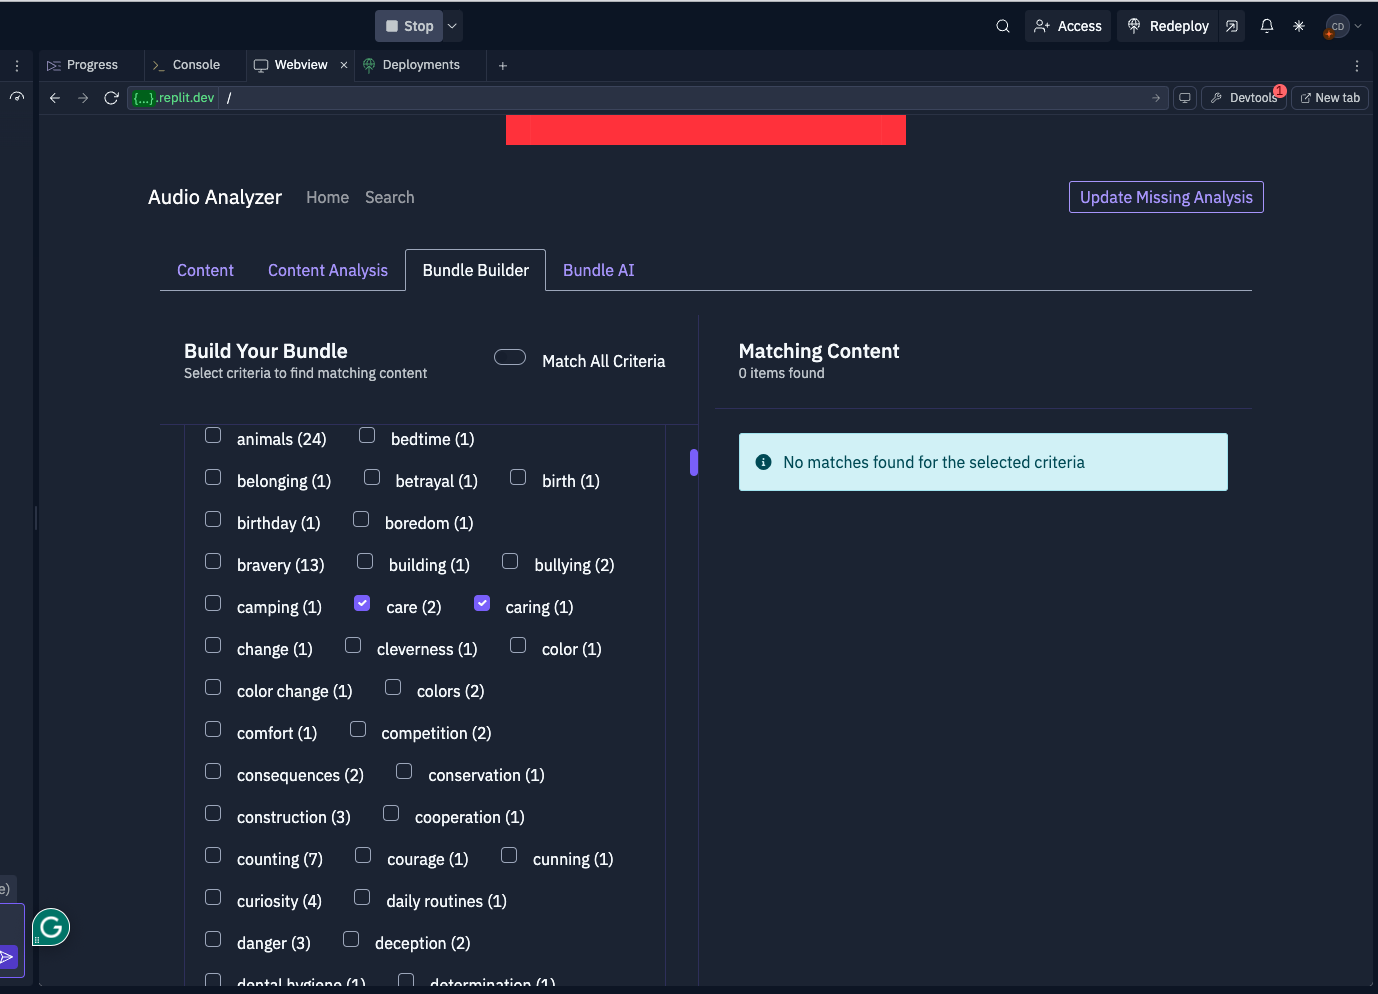 Stop
Access
Redeploy
CD
Progress
Console
Webview
Deployments
{...}.replit.dev /
Devtools
1
New tab
Audio Analyzer
Home
Search
Update Missing Analysis
Content
Content Analysis
Bundle Builder
Bundle AI
Build Your Bundle
Select criteria to find matching content
Match All Criteria
animals (24) bedtime (1)
belonging (1) betrayal (1) birth (1)
birthday (1) boredom (1)
bravery (13) building (1) bullying (2)
camping (1) care (2) caring (1)
change (1) cleverness (1) color (1)
color change (1) colors (2)
comfort (1) competition (2)
consequences (2) conservation (1)
construction (3) cooperation (1)
counting (7) courage (1) cunning (1)
curiosity (4) daily routines (1)
danger (3) deception (2)
dental hygiene (1) determination (1)
Matching Content
0 items found
No matches found for the selected criteria
e)